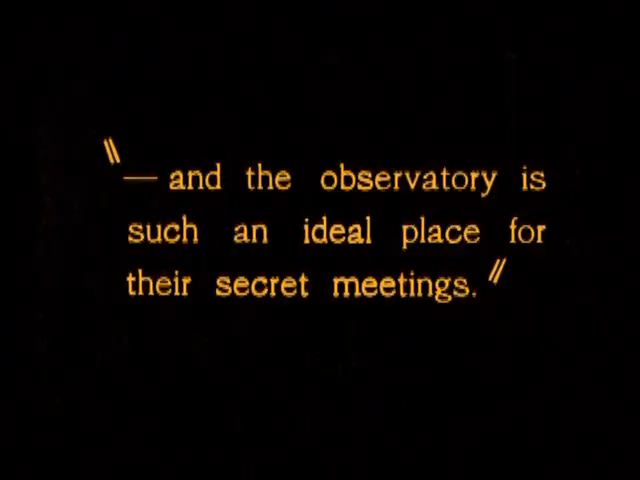 "— and the observatory is
such an ideal place for
their secret meetings."